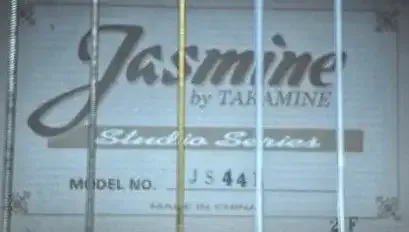 Jasmine
by TAKAMINE
Studio Series
MODEL NO. JS441
MADE IN CHINA